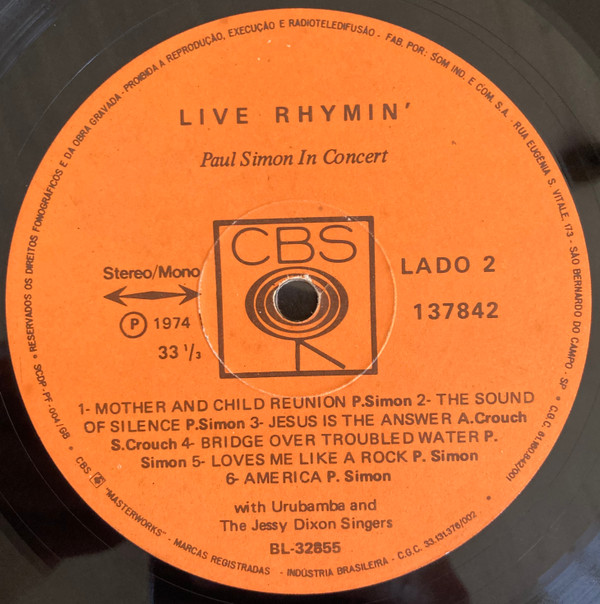 RESERVADOS OS DIREITOS FONOGRÁFICOS E DA OBRA GRAVADA - PROIBIDA A REPRODUÇÃO, EXECUÇÃO E RADIOTELEDIFUSÃO - FAB. POR: SOM IND. E COM. S.A. - RUA EUGÊNIA S. VITALE, 173 - SÃO BERNARDO DO CAMPO - SP • C.G.C. 61.160.842/001
LIVE RHYMIN'
Paul Simon In Concert
CBS
Stereo/Mono
LADO 2
Ⓟ 1974
137842
33 1/3
1- MOTHER AND CHILD REUNION P.Simon 2- THE SOUND
OF SILENCE P.Simon 3- JESUS IS THE ANSWER A.Crouch
S.Crouch 4- BRIDGE OVER TROUBLED WATER P.
Simon 5- LOVES ME LIKE A ROCK P. Simon
6- AMERICA P. Simon
with Urubamba and
The Jessy Dixon Singers
BL-32855
SCDP-PF-004/GB • CBS "MASTERWORKS" - MARCAS REGISTRADAS - INDÚSTRIA BRASILEIRA - C.G.C. 33.131.376/002 •